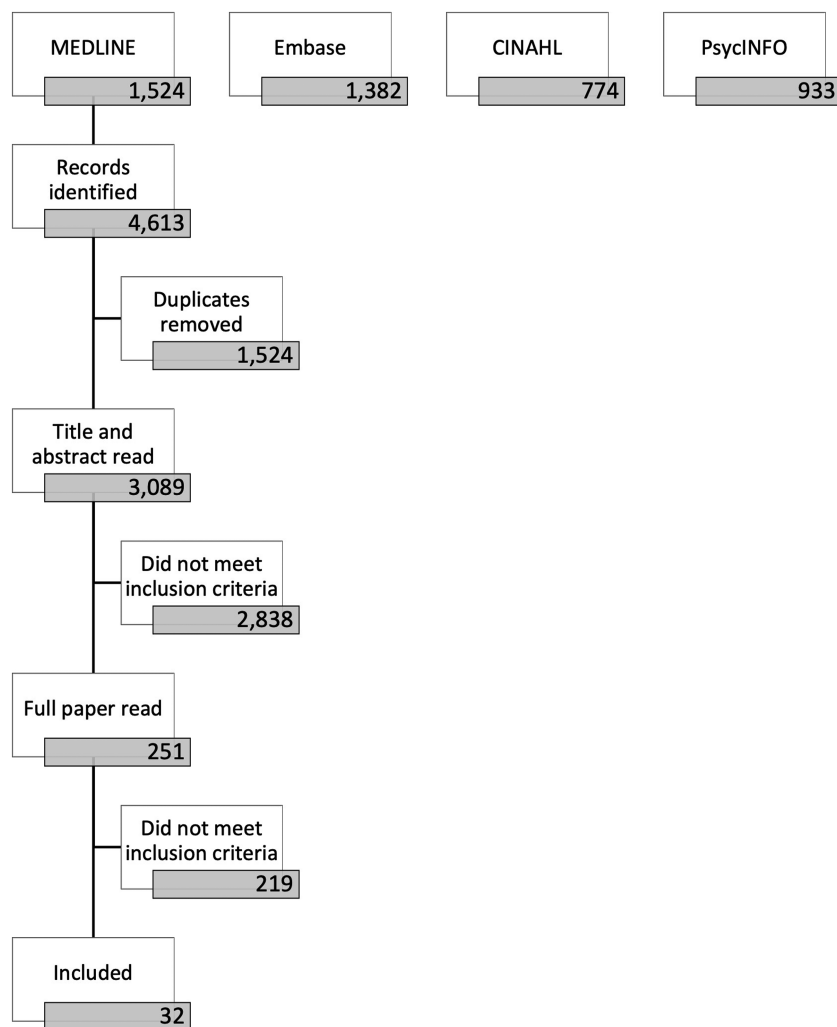 MEDLINE
1,524
Embase
1,382
CINAHL
774
PsycINFO
933
Records
identified
4,613
Duplicates
removed
1,524
Title and
abstract read
3,089
Did not meet
inclusion criteria
2,838
Full paper read
251
Did not meet
inclusion criteria
219
Included
32